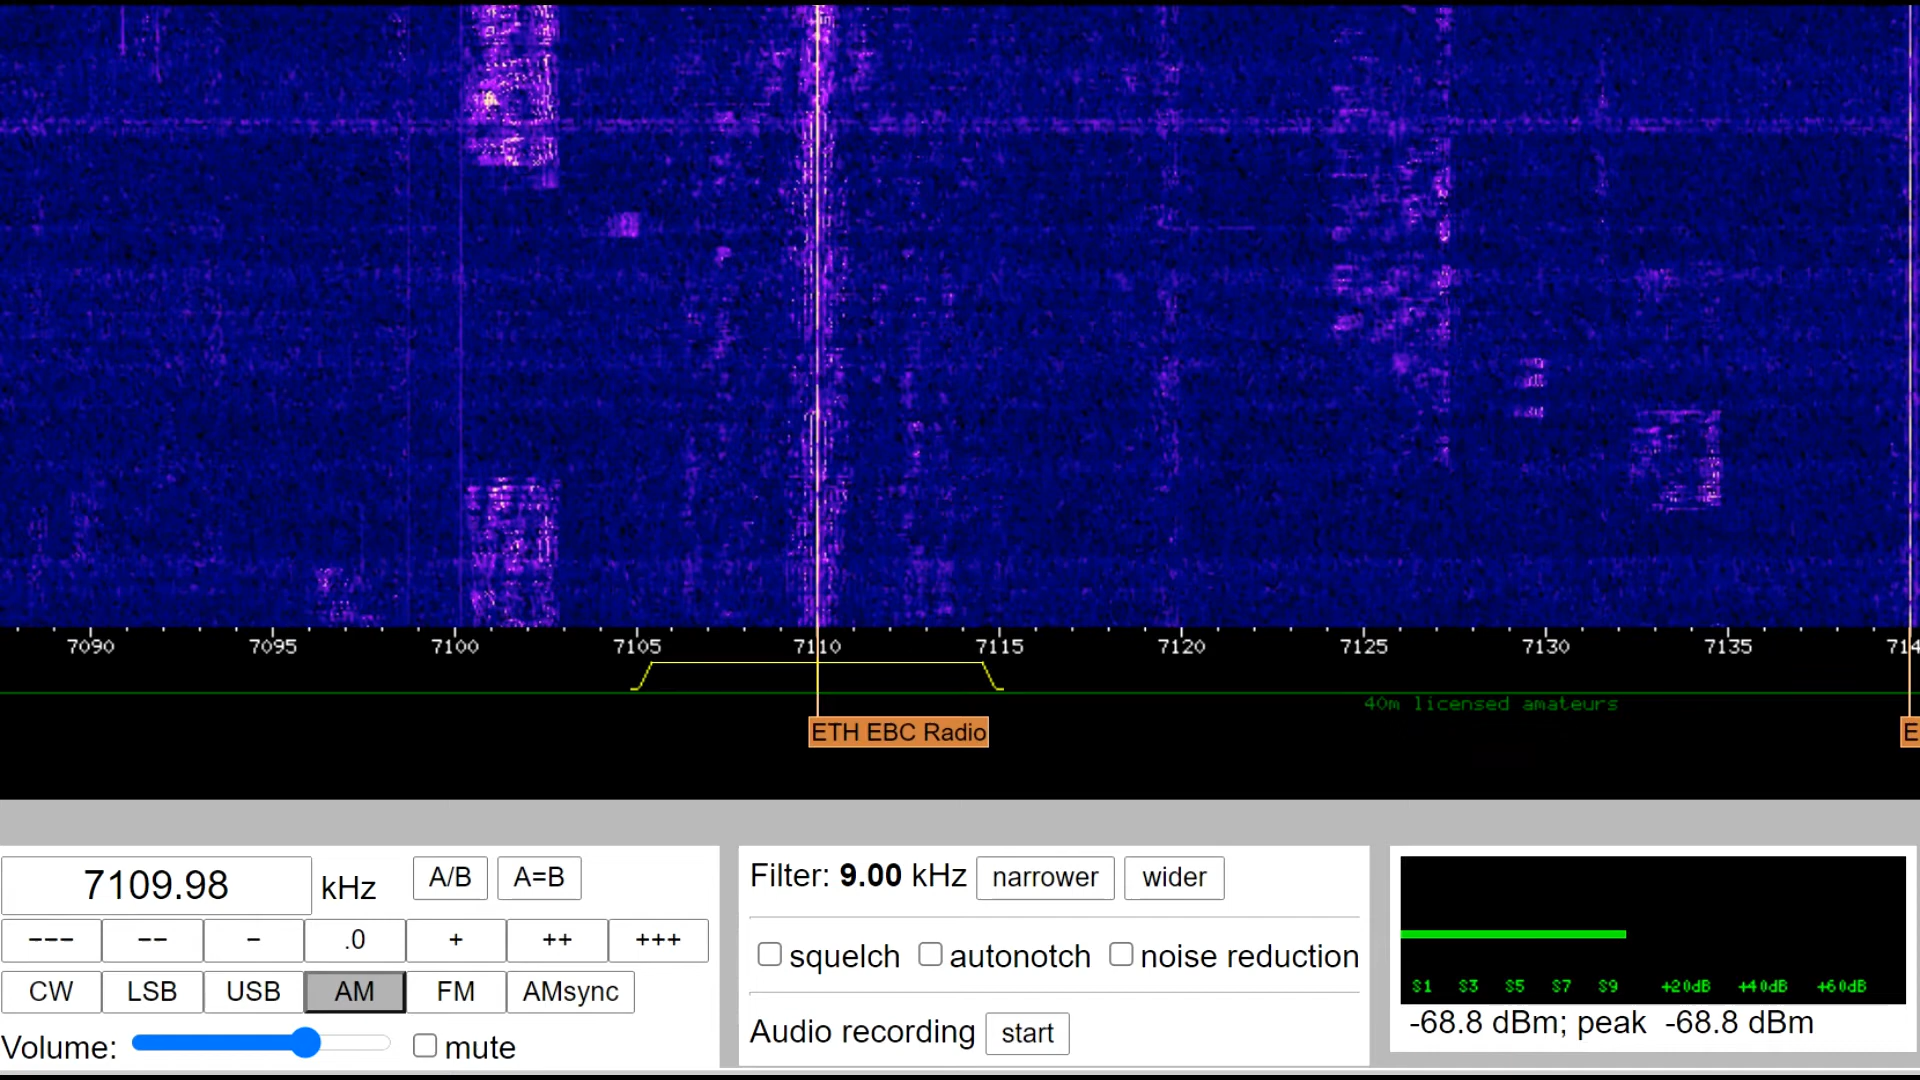 7090 7095 7100 7105 7110 7115 7120 7125 7130 7135 714
40m licensed amateurs
ETH EBC Radio E
7109.98 kHz A/B A=B
--- -- - .0 + ++ +++
CW LSB USB AM FM AMsync
Volume: mute
Filter: 9.00 kHz narrower wider
squelch autonotch noise reduction
Audio recording start
S1 S3 S5 S7 S9 +20dB +40dB +60dB
-68.8 dBm; peak -68.8 dBm